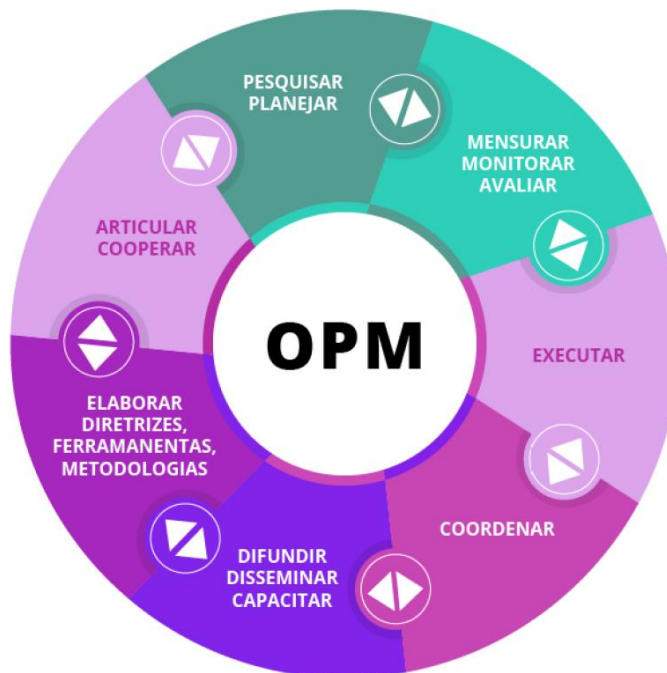 PESQUISAR
PLANEJAR
MENSURAR
MONITORAR
AVALIAR
EXECUTAR
COORDENAR
DIFUNDIR
DISSEMINAR
CAPACITAR
ELABORAR
DIRETRIZES,
FERRAMANENTAS,
METODOLOGIAS
ARTICULAR
COOPERAR
OPM